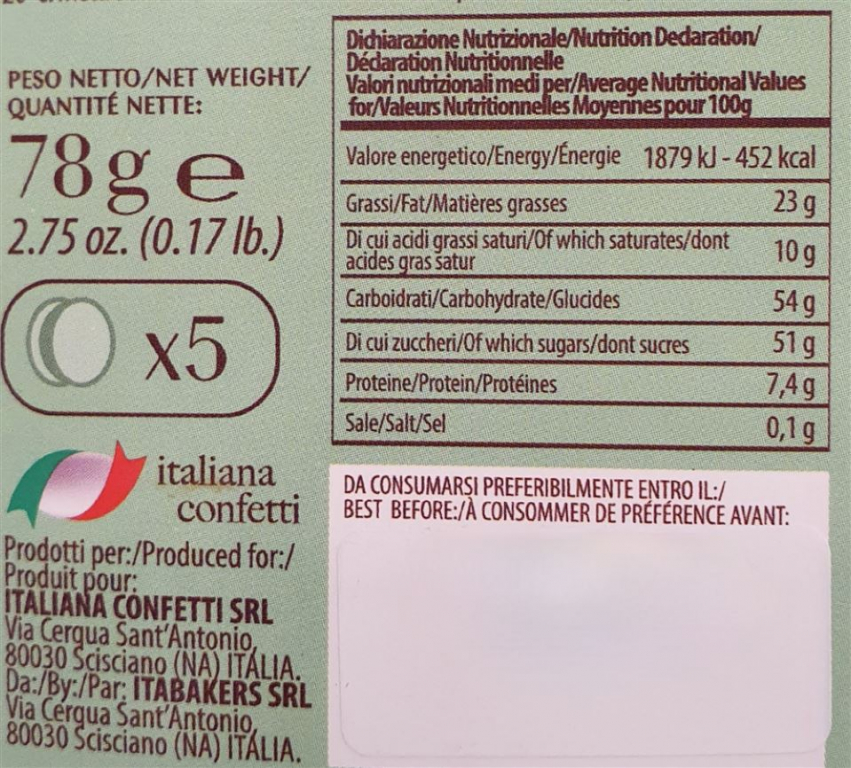 PESO NETTO/NET WEIGHT/
QUANTITÉ NETTE:
78g e
2.75 oz. (0.17 lb.)
x5
italiana
confetti
Prodotti per:/Produced for:/
Produit pour:
ITALIANA CONFETTI SRL
Via Cerqua Sant'Antonio,
80030 Scisciano (NA) ITALIA.
Da:/By:/Par: ITABAKERS SRL
Via Cerqua Sant'Antonio,
80030 Scisciano (NA) ITALIA.
Dichiarazione Nutrizionale/Nutrition Declaration/
Déclaration Nutritionnelle
Valori nutrizionali medi per/Average Nutritional Values
for/Valeurs Nutritionnelles Moyennes pour 100g
Valore energetico/Energy/Énergie 1879 kJ - 452 kcal
Grassi/Fat/Matières grasses 23 g
Di cui acidi grassi saturi/Of which saturates/dont
acides gras satur 10 g
Carboidrati/Carbohydrate/Glucides 54 g
Di cui zuccheri/Of which sugars/dont sucres 51 g
Proteine/Protein/Protéines 7,4 g
Sale/Salt/Sel 0,1 g
DA CONSUMARSI PREFERIBILMENTE ENTRO IL:/
BEST BEFORE:/À CONSOMMER DE PRÉFÉRENCE AVANT: